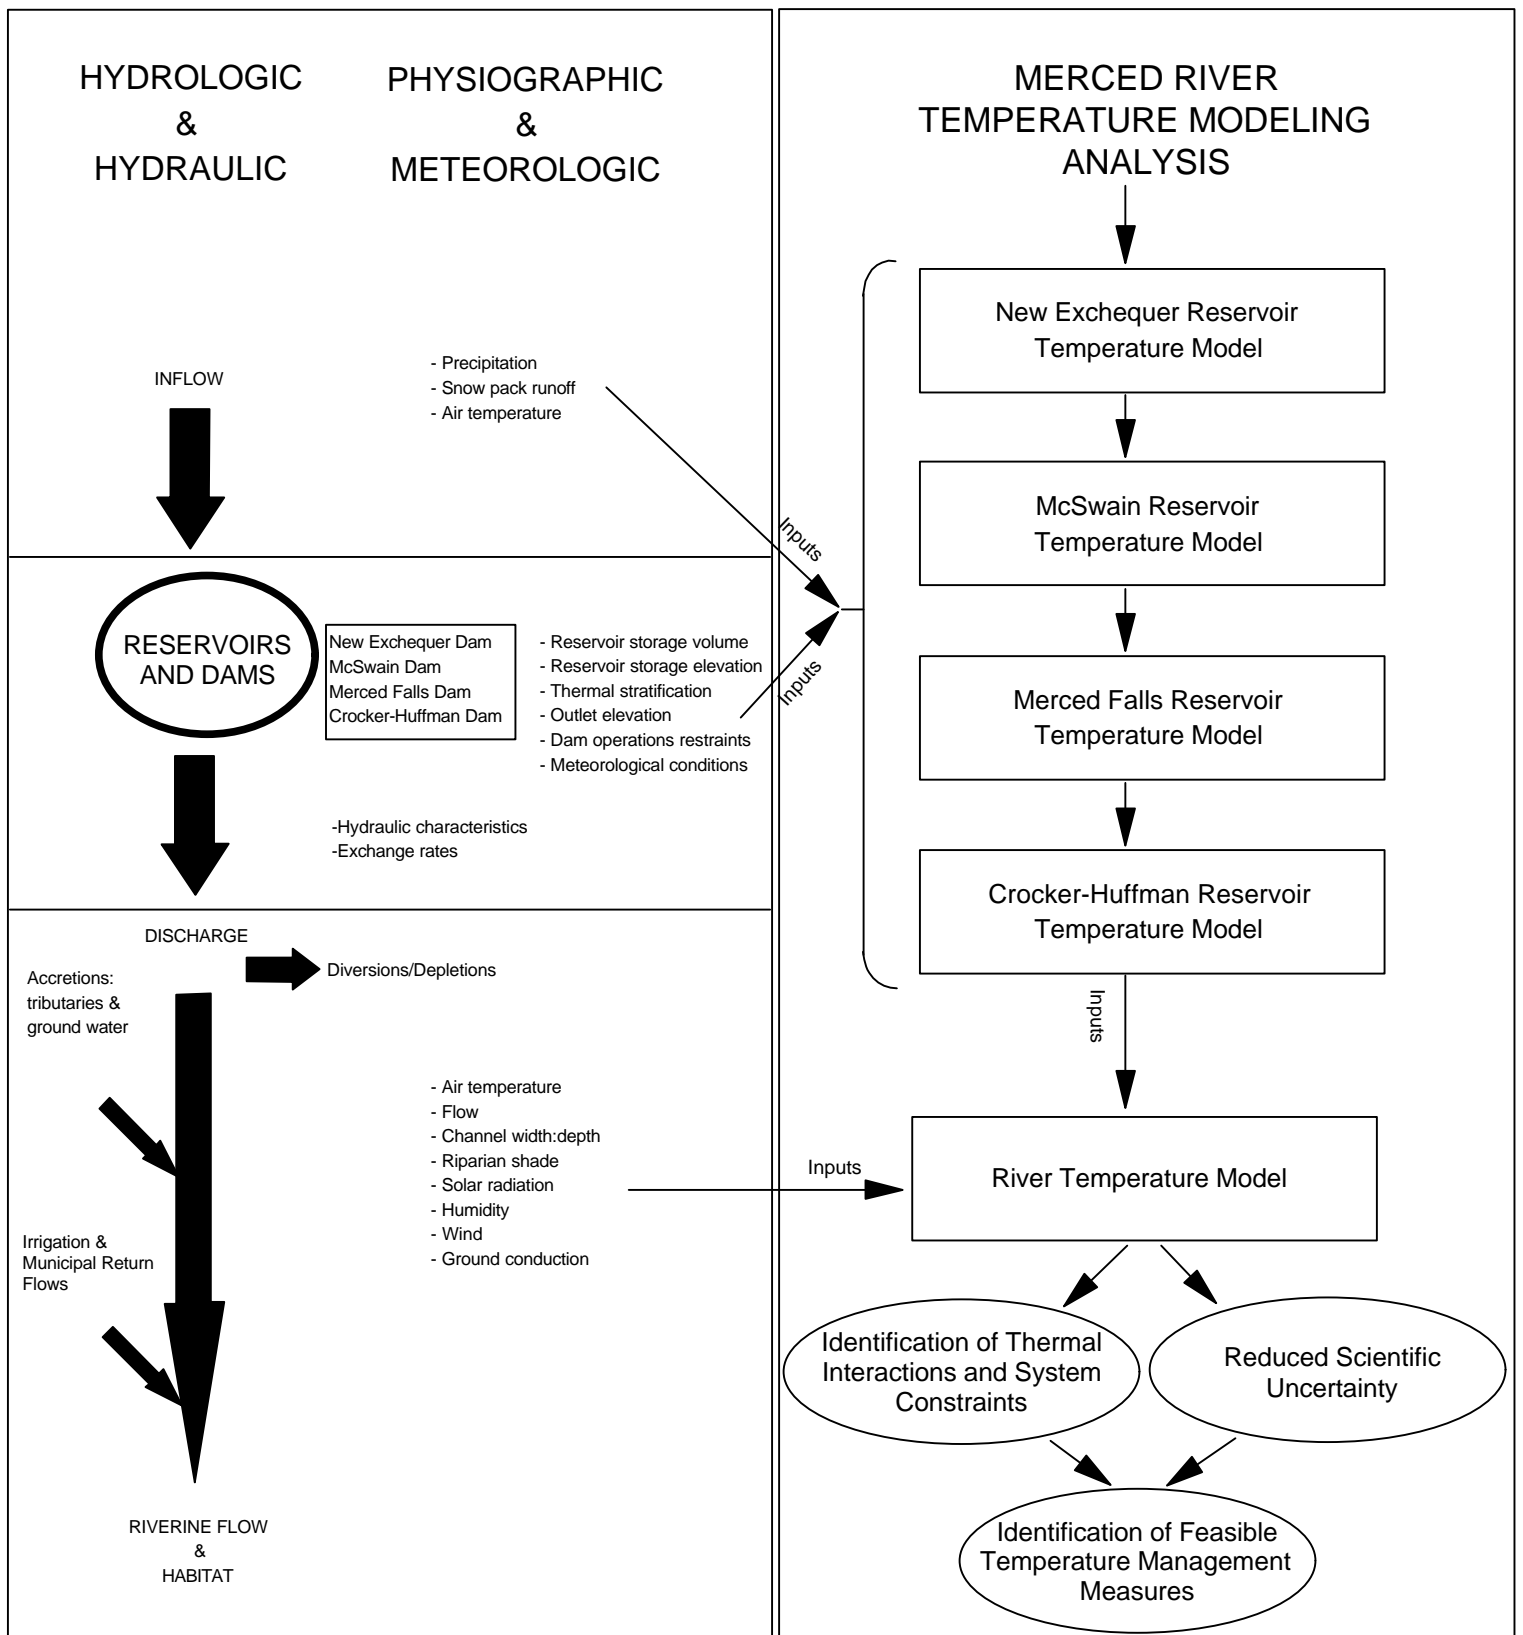 HYDROLOGIC
&
HYDRAULIC
PHYSIOGRAPHIC
&
METEOROLOGIC
INFLOW
- Precipitation
- Snow pack runoff
- Air temperature
Inputs
RESERVOIRS
AND DAMS
New Exchequer Dam
McSwain Dam
Merced Falls Dam
Crocker-Huffman Dam
- Reservoir storage volume
- Reservoir storage elevation
- Thermal stratification
- Outlet elevation
- Dam operations restraints
- Meteorological conditions
Inputs
-Hydraulic characteristics
-Exchange rates
DISCHARGE
Diversions/Depletions
Accretions:
tributaries &
ground water
- Air temperature
- Flow
- Channel width:depth
- Riparian shade
- Solar radiation
- Humidity
- Wind
- Ground conduction
Inputs
Irrigation &
Municipal Return
Flows
RIVERINE FLOW
&
HABITAT
MERCED RIVER
TEMPERATURE MODELING
ANALYSIS
New Exchequer Reservoir
Temperature Model
McSwain Reservoir
Temperature Model
Merced Falls Reservoir
Temperature Model
Crocker-Huffman Reservoir
Temperature Model
Inputs
River Temperature Model
Identification of Thermal
Interactions and System
Constraints
Reduced Scientific
Uncertainty
Identification of Feasible
Temperature Management
Measures